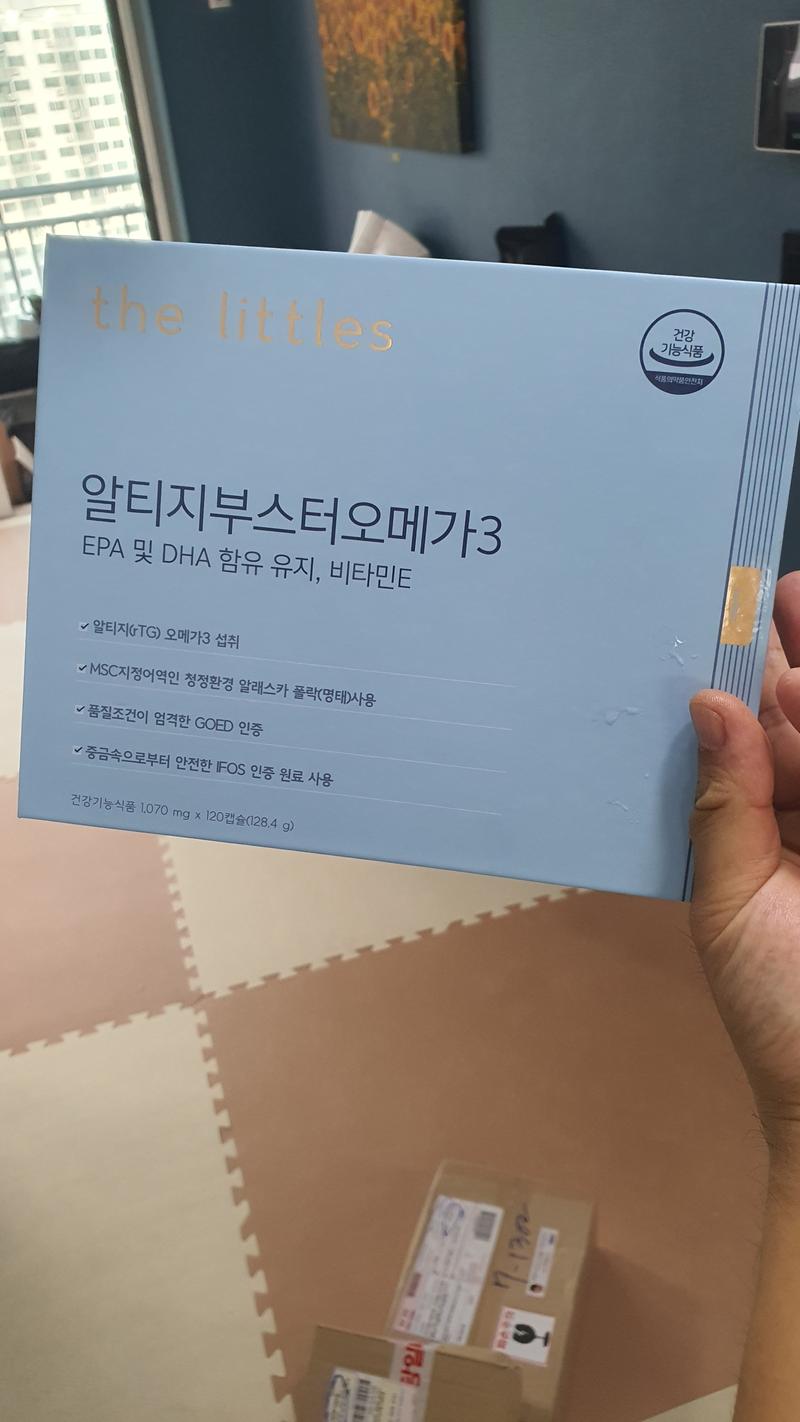 the littles
건강
기능식품
식품의약품안전처
알티지부스터오메가3
EPA 및 DHA 함유 유지, 비타민E
알티지(rTG) 오메가3 섭취
MSC지정어역인 청정환경 알래스카 폴락(명태)사용
품질조건이 엄격한 GOED 인증
중금속으로부터 안전한 IFOS 인증 원료 사용
건강기능식품 1,070 mg x 120캡슐(128.4 g)
7-1302